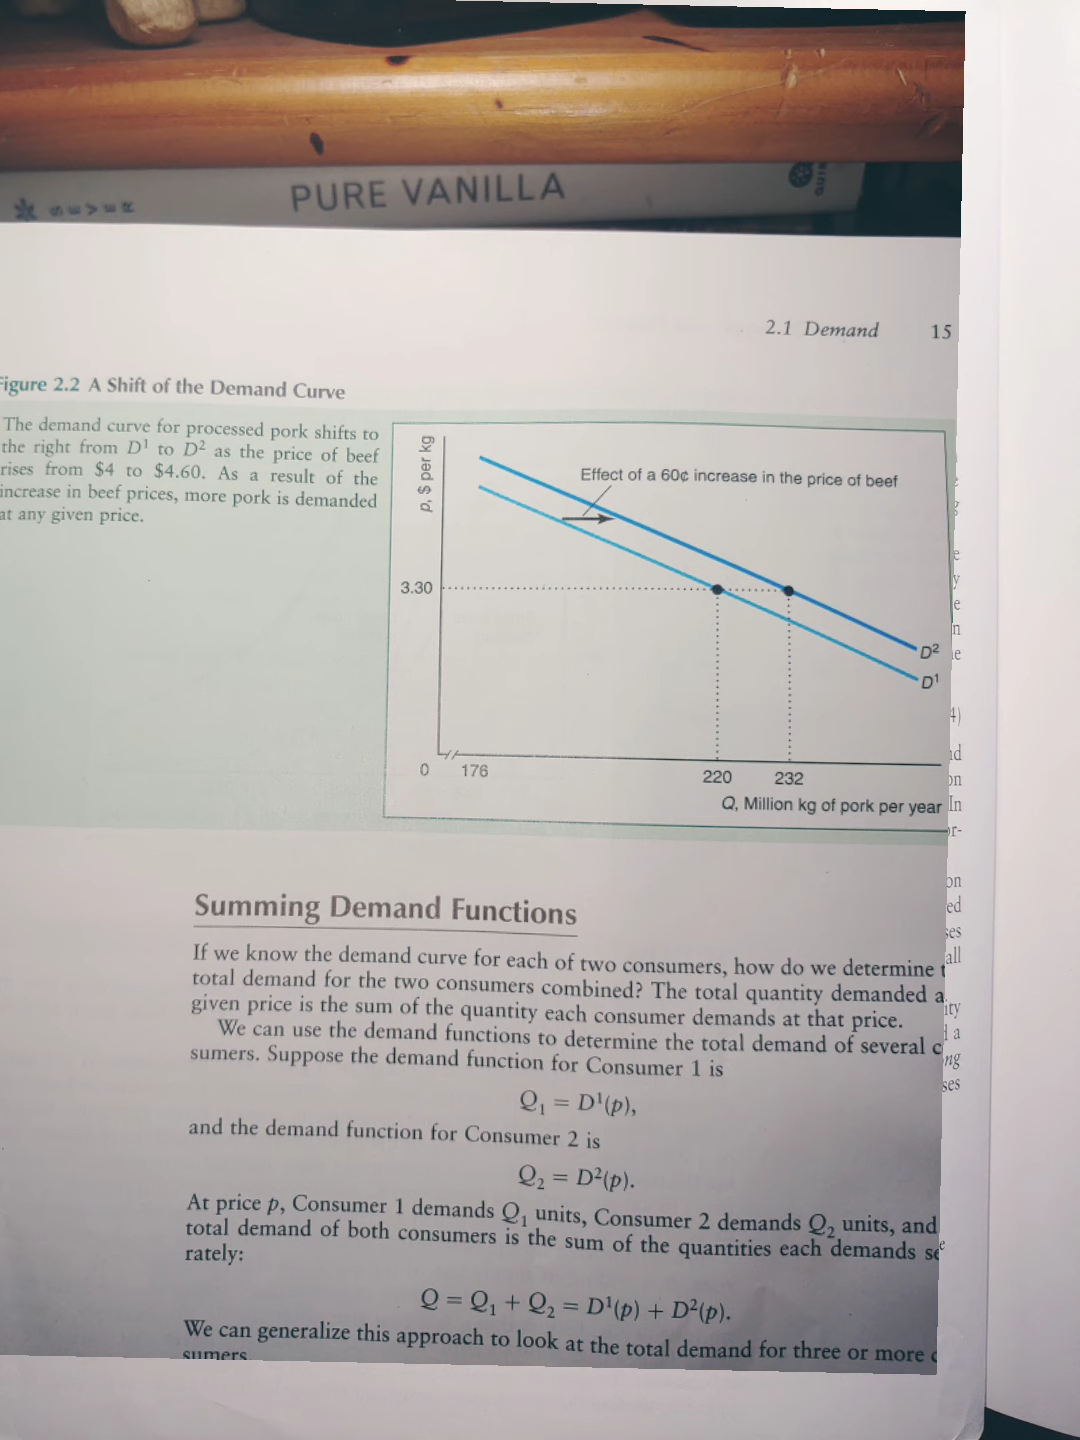 PURE VANILLA
SEVER
2.1 Demand 15
Figure 2.2 A Shift of the Demand Curve
The demand curve for processed pork shifts to
the right from D¹ to D² as the price of beef
rises from $4 to $4.60. As a result of the
increase in beef prices, more pork is demanded
at any given price.
p, $ per kg
Effect of a 60¢ increase in the price of beef
3.30
D²
D¹
0 176 220 232
Q, Million kg of pork per year
Summing Demand Functions
If we know the demand curve for each of two consumers, how do we determine
total demand for the two consumers combined? The total quantity demanded a
given price is the sum of the quantity each consumer demands at that price.
We can use the demand functions to determine the total demand of several c
sumers. Suppose the demand function for Consumer 1 is
Q₁ = D¹(p),
and the demand function for Consumer 2 is
Q₂ = D²(p).
At price p, Consumer 1 demands Q₁ units, Consumer 2 demands Q₂ units, and
total demand of both consumers is the sum of the quantities each demands se
rately:
Q = Q₁ + Q₂ = D¹(p) + D²(p).
We can generalize this approach to look at the total demand for three or more
sumers.